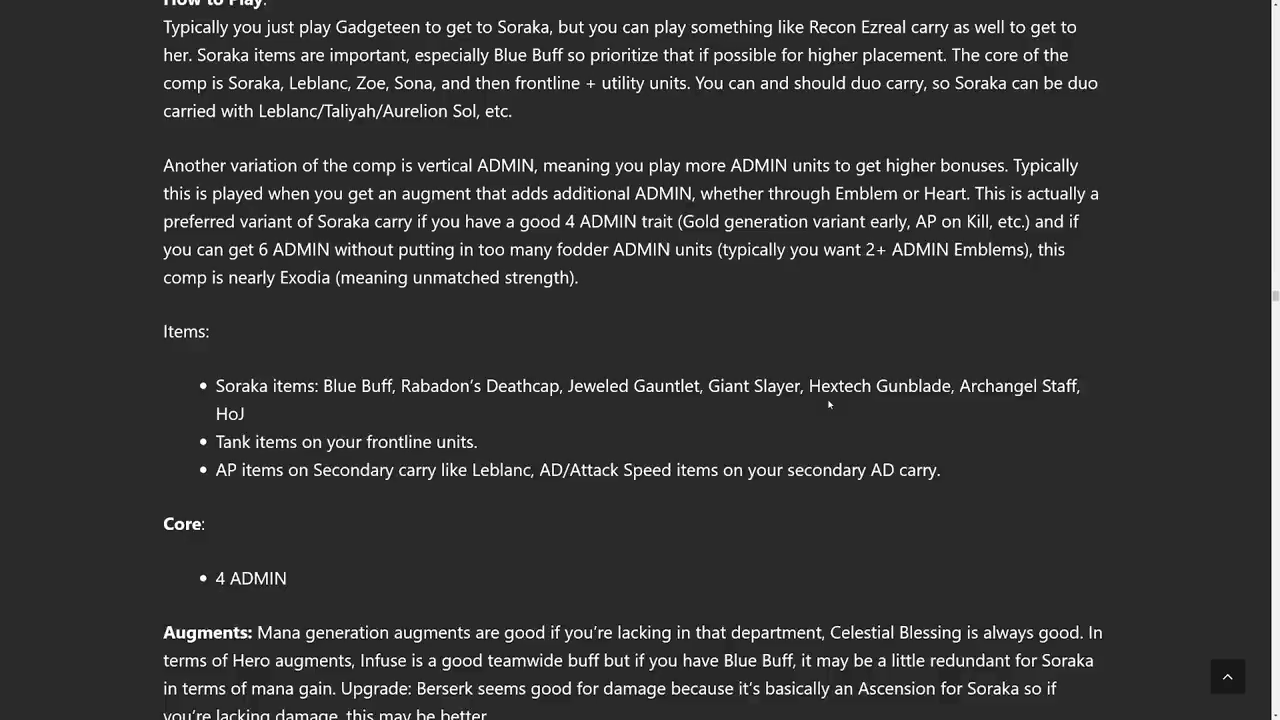 How to Play:
Typically you just play Gadgeteen to get to Soraka, but you can play something like Recon Ezreal carry as well to get to
her. Soraka items are important, especially Blue Buff so prioritize that if possible for higher placement. The core of the
comp is Soraka, Leblanc, Zoe, Sona, and then frontline + utility units. You can and should duo carry, so Soraka can be duo
carried with Leblanc/Taliyah/Aurelion Sol, etc.
Another variation of the comp is vertical ADMIN, meaning you play more ADMIN units to get higher bonuses. Typically
this is played when you get an augment that adds additional ADMIN, whether through Emblem or Heart. This is actually a
preferred variant of Soraka carry if you have a good 4 ADMIN trait (Gold generation variant early, AP on Kill, etc.) and if
you can get 6 ADMIN without putting in too many fodder ADMIN units (typically you want 2+ ADMIN Emblems), this
comp is nearly Exodia (meaning unmatched strength).
Items:
• Soraka items: Blue Buff, Rabadon's Deathcap, Jeweled Gauntlet, Giant Slayer, Hextech Gunblade, Archangel Staff,
HoJ
• Tank items on your frontline units.
• AP items on Secondary carry like Leblanc, AD/Attack Speed items on your secondary AD carry.
Core:
• 4 ADMIN
Augments: Mana generation augments are good if you're lacking in that department, Celestial Blessing is always good. In
terms of Hero augments, Infuse is a good teamwide buff but if you have Blue Buff, it may be a little redundant for Soraka
in terms of mana gain. Upgrade: Berserk seems good for damage because it's basically an Ascension for Soraka so if
you're lacking damage, this may be better.